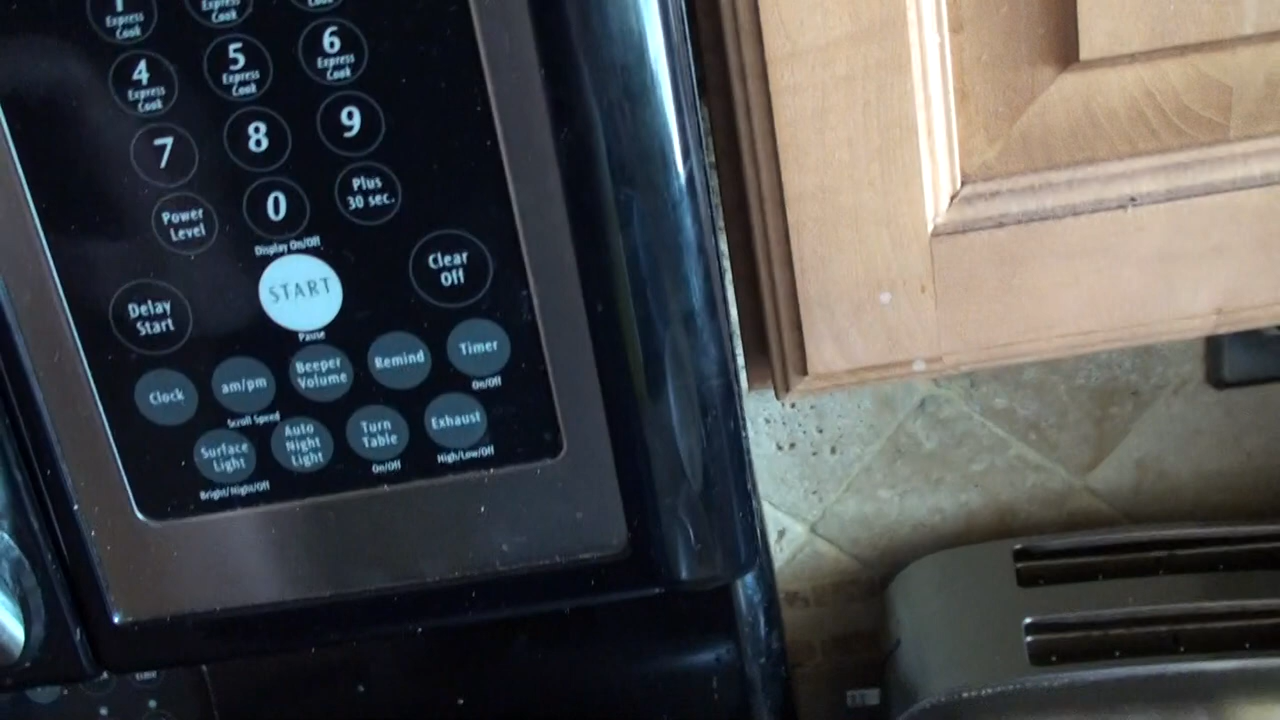 1
Express
Cook
Express
Cook
Cook
4
Express
Cook
5
Express
Cook
6
Express
Cook
7
8
9
Power
Level
0
Plus
30 sec.
Display On/Off
Delay
Start
START
Clear
Off
Pause
Clock
am/pm
Beeper
Volume
Remind
Timer
Scroll Speed
On/Off
Surface
Light
Auto
Night
Light
Turn
Table
Exhaust
Bright/Night/Off
On/Off
High/Low/Off